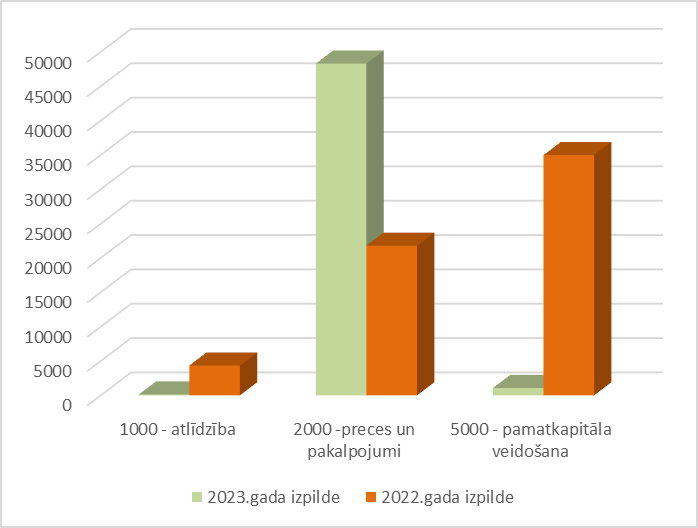 50000
45000
40000
35000
30000
25000
20000
15000
10000
5000
0
1000 - atlīdzība
2000 -preces un
pakalpojumi
5000 - pamatkapitāla
veidošana
2023.gada izpilde
2022.gada izpilde